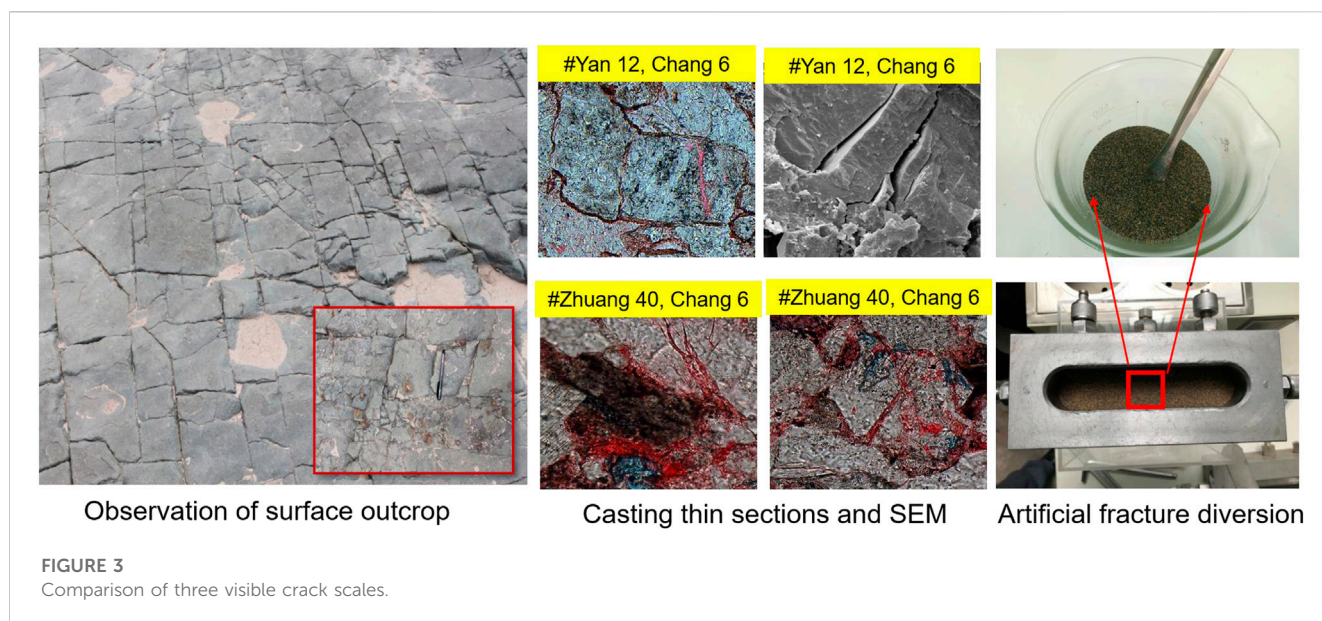 #Yan 12, Chang 6
#Yan 12, Chang 6
#Zhuang 40, Chang 6
#Zhuang 40, Chang 6
Observation of surface outcrop
Casting thin sections and SEM
Artificial fracture diversion
FIGURE 3
Comparison of three visible crack scales.